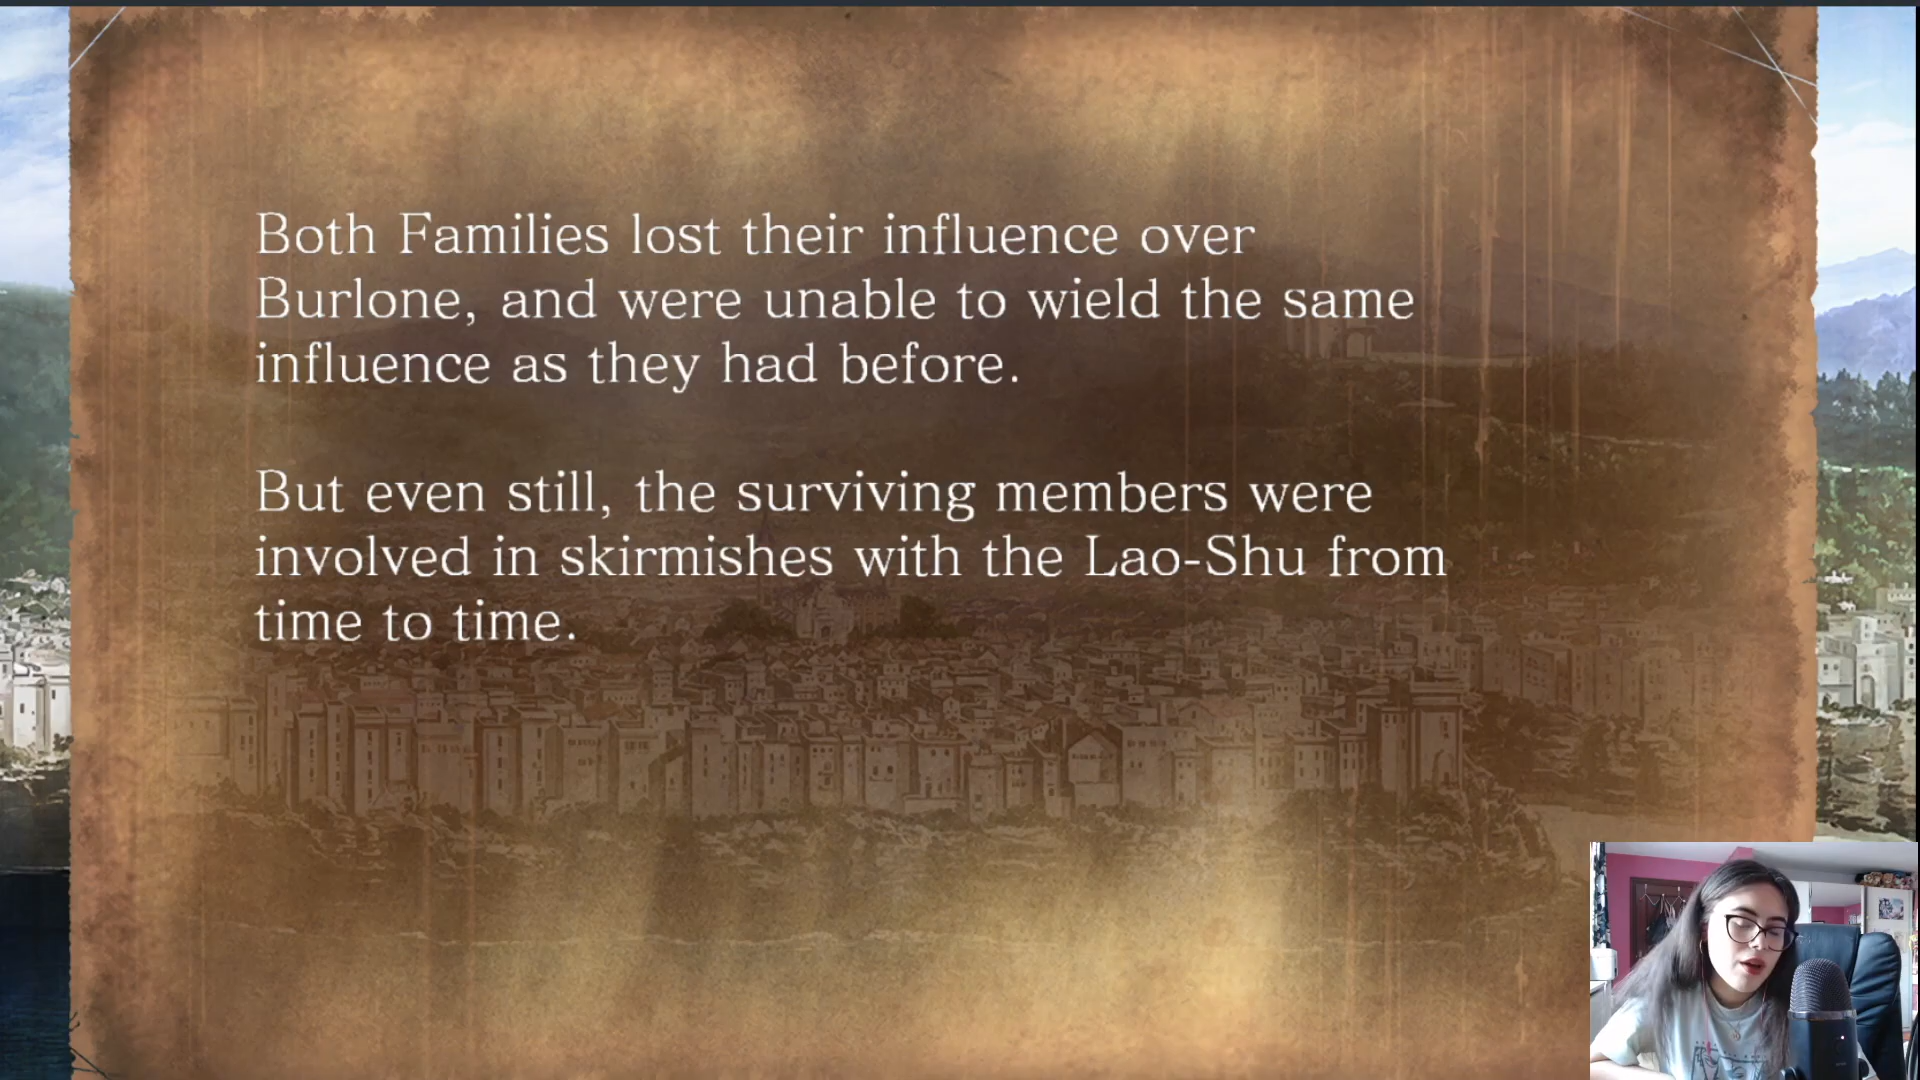 Both Families lost their influence over
Burlone, and were unable to wield the same
influence as they had before.
But even still, the surviving members were
involved in skirmishes with the Lao-Shu from
time to time.